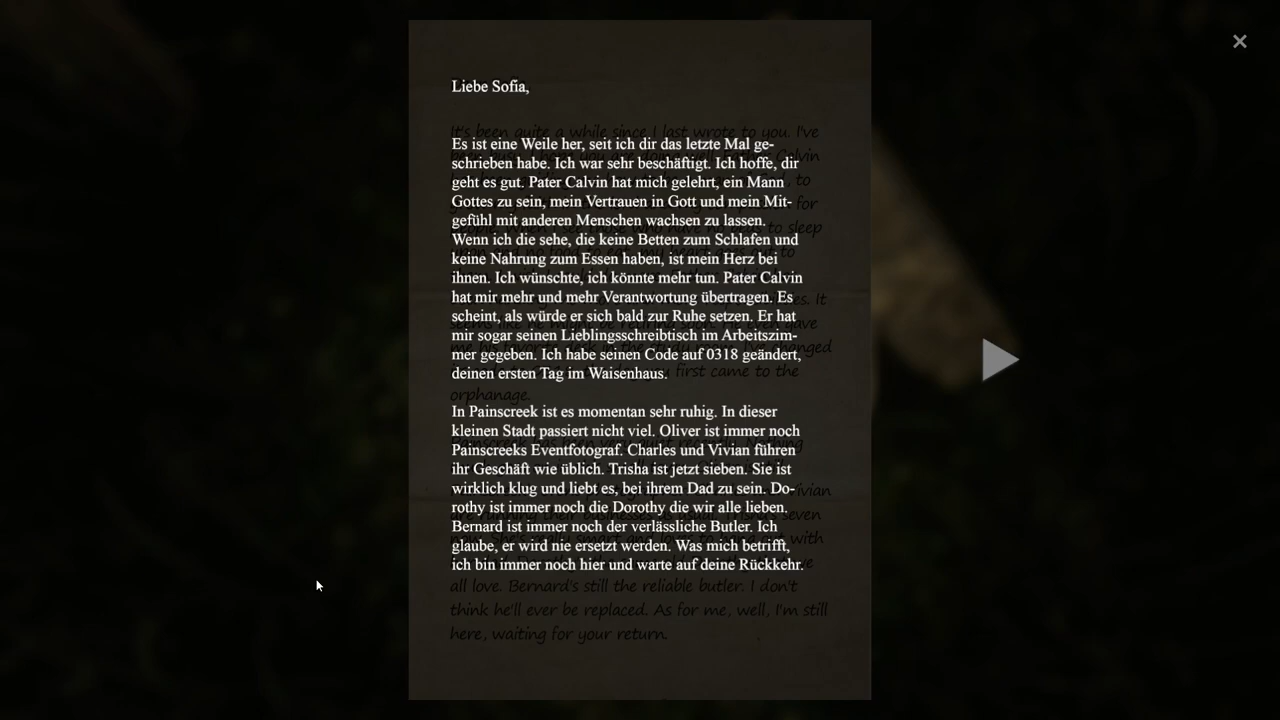 Liebe Sofia,
Es ist eine Weile her, seit ich dir das letzte Mal ge-
schrieben habe. Ich war sehr beschäftigt. Ich hoffe, dir
geht es gut. Pater Calvin hat mich gelehrt, ein Mann
Gottes zu sein, mein Vertrauen in Gott und mein Mit-
gefühl mit anderen Menschen wachsen zu lassen.
Wenn ich die sehe, die keine Betten zum Schlafen und
keine Nahrung zum Essen haben, ist mein Herz bei
ihnen. Ich wünschte, ich könnte mehr tun. Pater Calvin
hat mir mehr und mehr Verantwortung übertragen. Es
scheint, als würde er sich bald zur Ruhe setzen. Er hat
mir sogar seinen Lieblingsschreibtisch im Arbeitszim-
mer gegeben. Ich habe seinen Code auf 0318 geändert,
deinen ersten Tag im Waisenhaus.
In Painscreek ist es momentan sehr ruhig. In dieser
kleinen Stadt passiert nicht viel. Oliver ist immer noch
Painscreeks Eventfotograf. Charles und Vivian führen
ihr Geschäft wie üblich. Trisha ist jetzt sieben. Sie ist
wirklich klug und liebt es, bei ihrem Dad zu sein. Do-
rothy ist immer noch die Dorothy die wir alle lieben.
Bernard ist immer noch der verlässliche Butler. Ich
glaube, er wird nie ersetzt werden. Was mich betrifft,
ich bin immer noch hier und warte auf deine Rückkehr.
It's been quite a while since I last wrote to you. I've
orphanage.
all love. Bernard's still the reliable butler. I don't
think he'll ever be replaced. As for me, well, I'm still
here, waiting for your return.